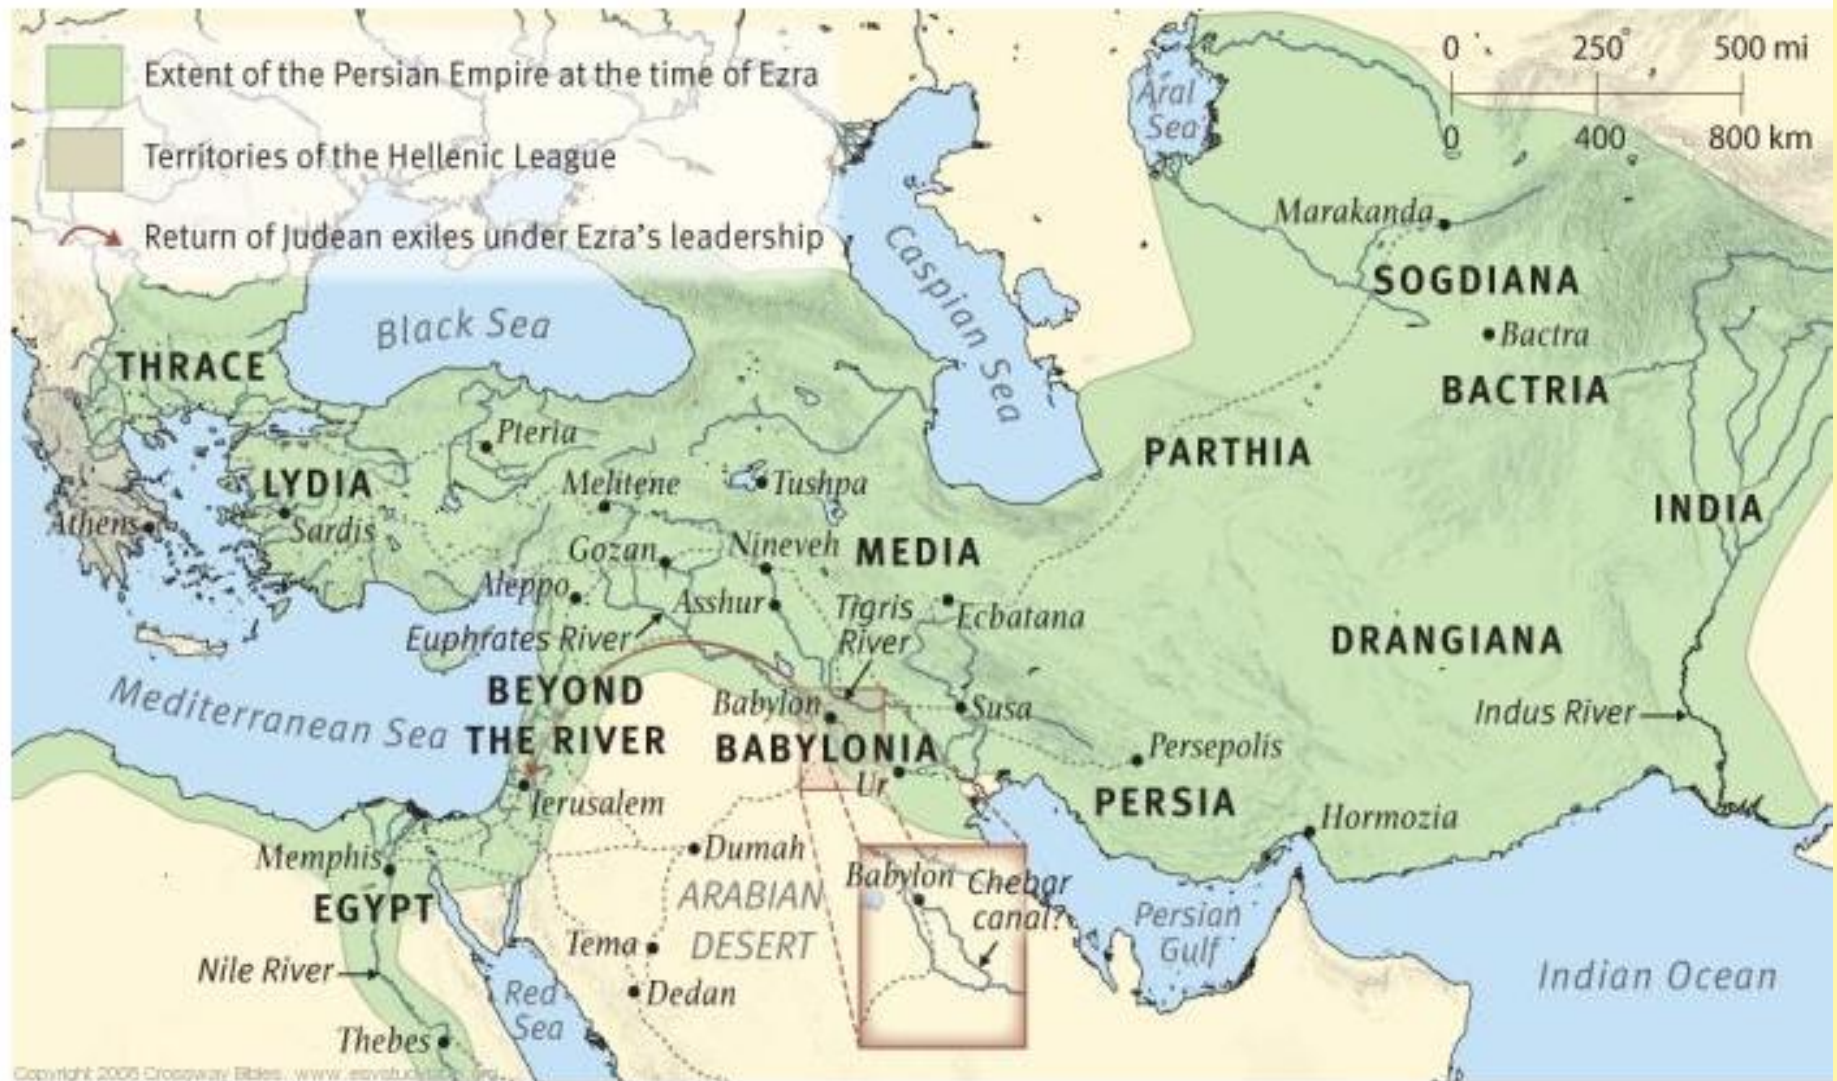 Extent of the Persian Empire at the time of Ezra
Territories of the Hellenic League
Return of Judean exiles under Ezra's leadership
0 250 500 mi
0 400 800 km
Aral
Sea
Marakanda
SOGDIANA
Caspian Sea
Black Sea
Bactra
THRACE
BACTRIA
Pteria
PARTHIA
LYDIA
Melitene
Tushpa
INDIA
Athens
Sardis
Gozan
Nineveh
MEDIA
Aleppo
Asshur
Tigris
River
Ecbatana
Euphrates River
DRANGIANA
BEYOND
THE RIVER
Mediterranean Sea
Babylon
Susa
Indus River
BABYLONIA
Persepolis
Ur
Jerusalem
PERSIA
Hormozia
Dumah
Memphis
Babylon
Chebar
canal?
ARABIAN
DESERT
EGYPT
Persian
Gulf
Tema
Nile River
Dedan
Red
Sea
Indian Ocean
Thebes
Copyright 2008 Crossway Bibles.